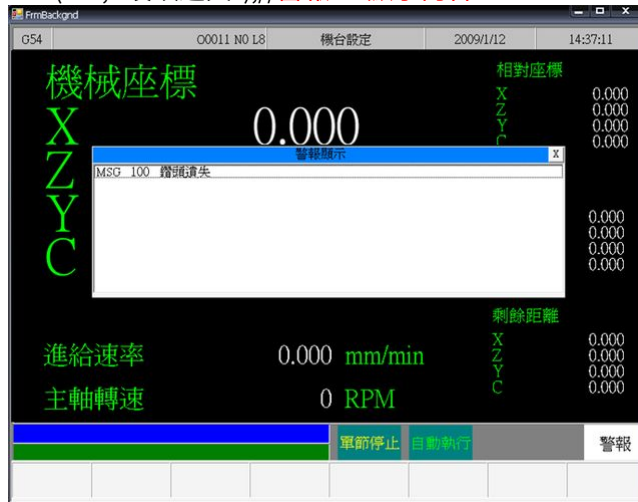 FrmBackgnd
G54 O0011 N0 L8 機台設定 2009/1/12 14:37:11
機械座標
相對座標
X 0.000
Z 0.000
Y 0.000
C 0.000
X 0.000
Z
Y
C
警報顯示 X
MSG 100 鑽頭遺失
0.000
0.000
0.000
0.000
剩餘距離
X 0.000
Z 0.000
Y 0.000
C 0.000
進給速率 0.000 mm/min
主軸轉速 0 RPM
單節停止 自動執行 警報